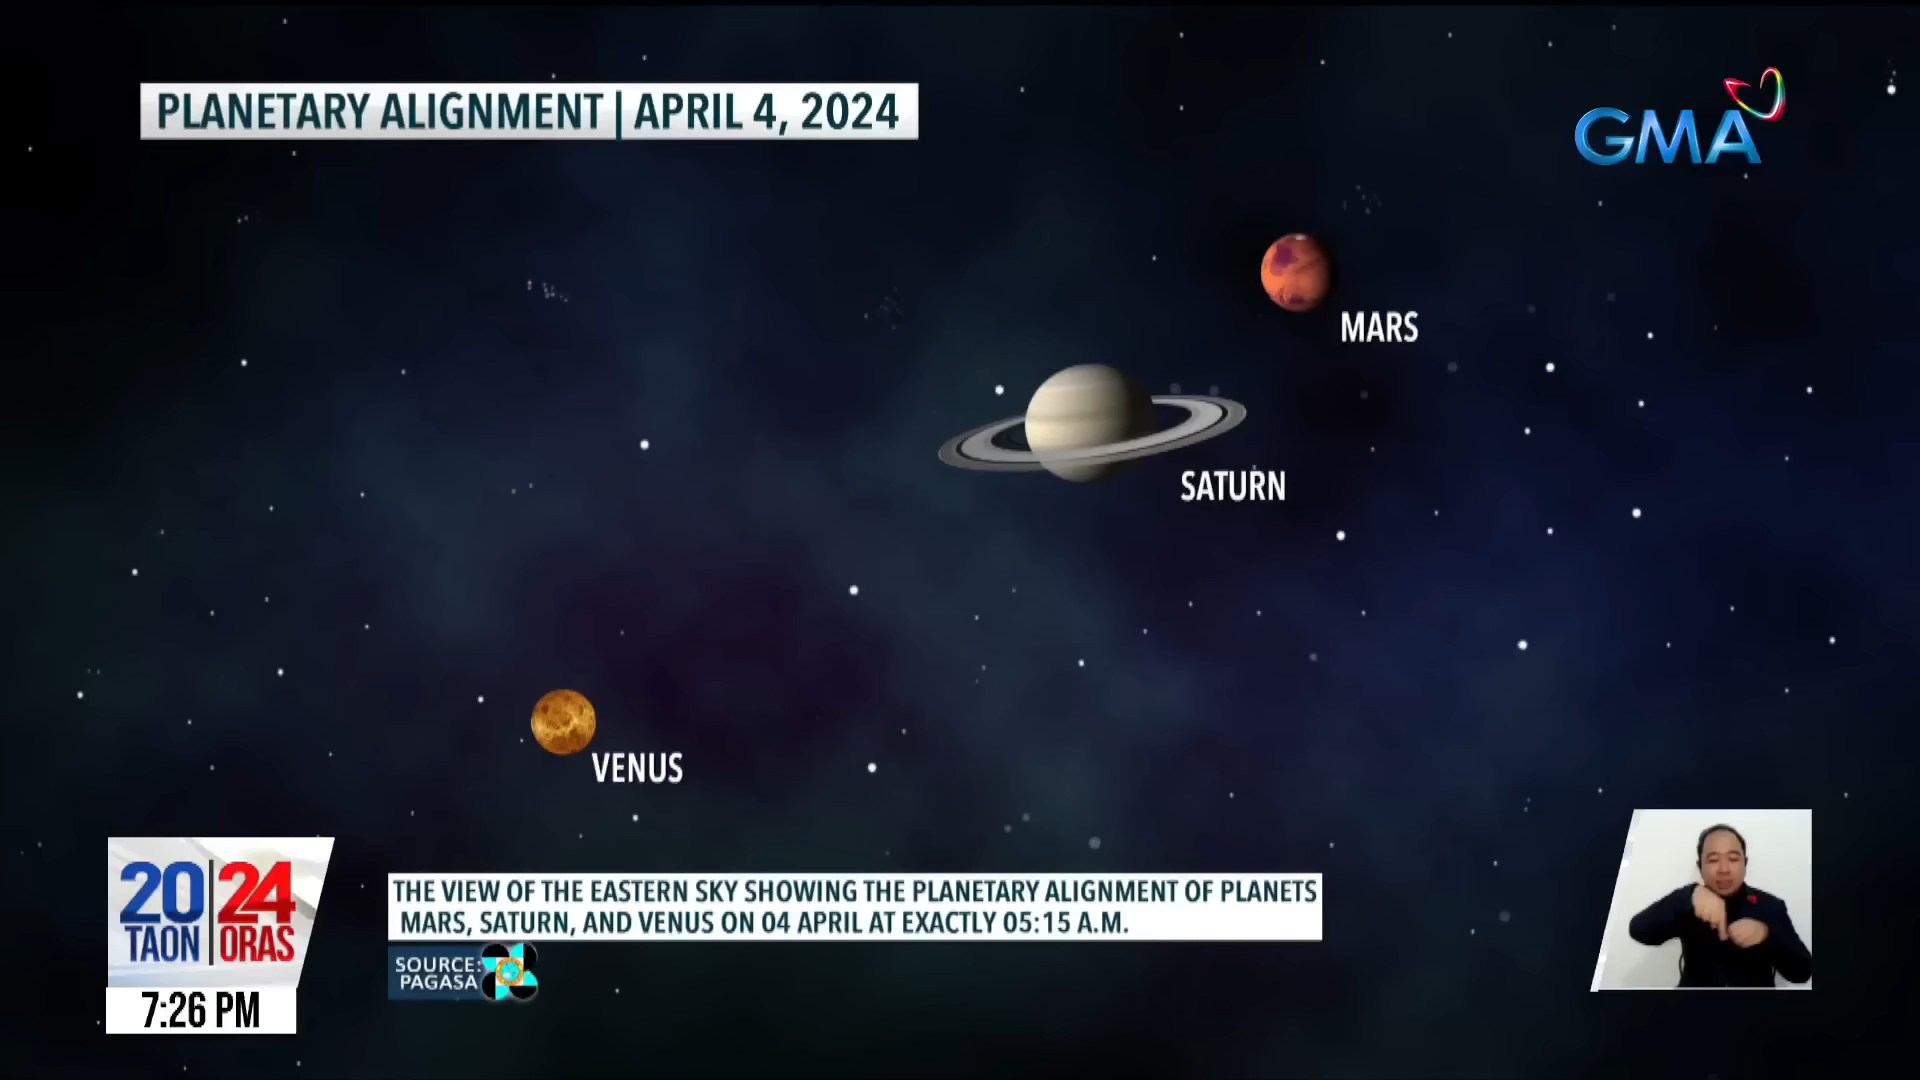 PLANETARY ALIGNMENT | APRIL 4, 2024
GMA
MARS
SATURN
VENUS
20 | 24
TAON | ORAS
7:26 PM
THE VIEW OF THE EASTERN SKY SHOWING THE PLANETARY ALIGNMENT OF PLANETS
MARS, SATURN, AND VENUS ON 04 APRIL AT EXACTLY 05:15 A.M.
SOURCE:
PAGASA